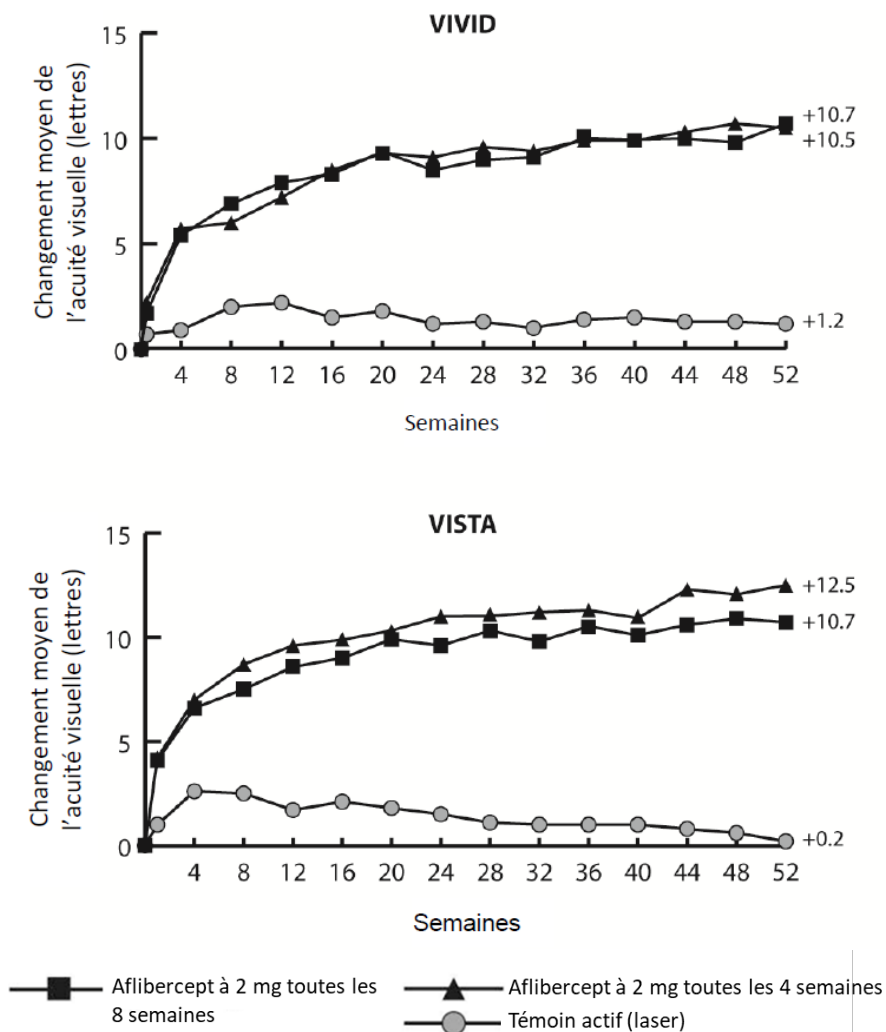 VIVID
Changement moyen de
l'acuité visuelle (lettres)
15
10
5
0
+10.7
+10.5
+1.2
4 8 12 16 20 24 28 32 36 40 44 48 52
Semaines
VISTA
Changement moyen de
l'acuité visuelle (lettres)
15
10
5
0
+12.5
+10.7
+0.2
4 8 12 16 20 24 28 32 36 40 44 48 52
Semaines
Aflibercept à 2 mg toutes les
8 semaines
Aflibercept à 2 mg toutes les 4 semaines
Témoin actif (laser)